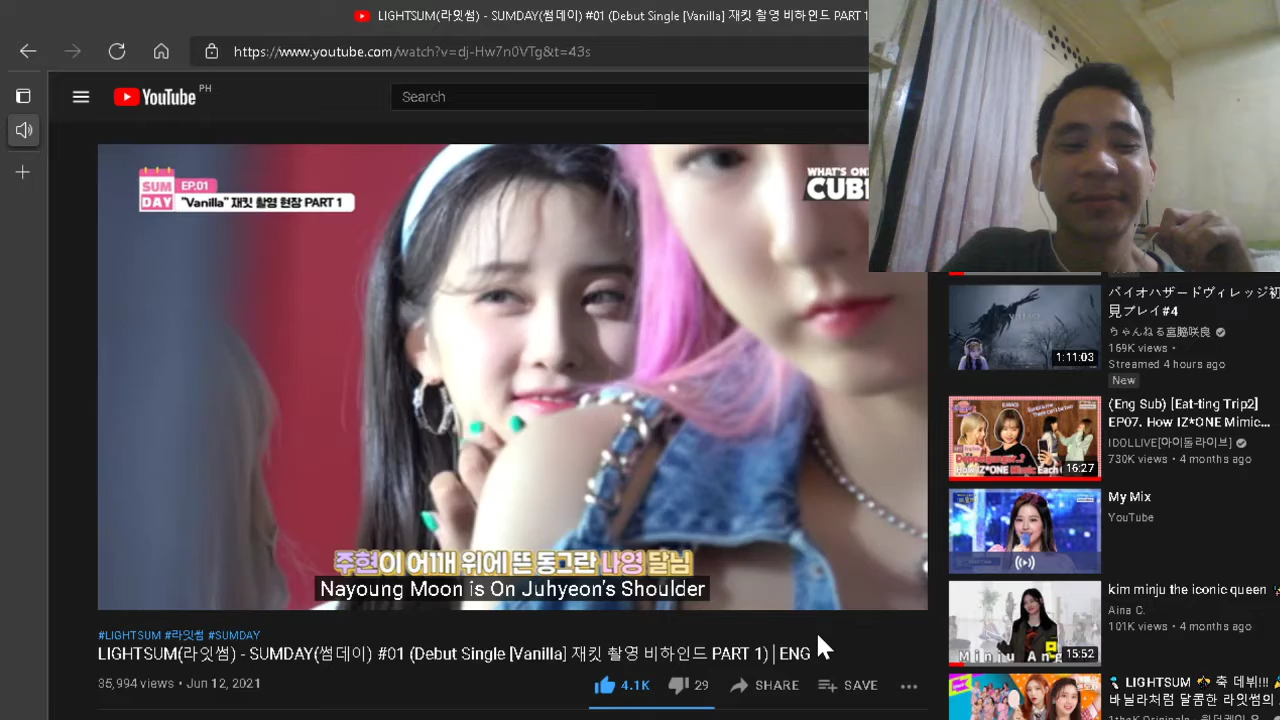 LIGHTSUM(라잇썸) - SUMDAY(썸데이) #01 (Debut Single [Vanilla] 재킷 촬영 비하인드 PART 1
https://www.youtube.com/watch?v=dj-Hw7n0VTg&t=43s
YouTube PH
Search
SUM DAY
EP.01
"Vanilla" 재킷 촬영 현장 PART 1
WHAT'S ON
CUB
주현이 어깨 위에 뜬 동그란 나영 달님
Nayoung Moon is On Juhyeon's Shoulder
#LIGHTSUM #라잇썸 #SUMDAY
LIGHTSUM(라잇썸) - SUMDAY(썸데이) #01 (Debut Single [Vanilla] 재킷 촬영 비하인드 PART 1) | ENG
35,994 views • Jun 12, 2021
4.1K
29
SHARE
SAVE
バイオハザードヴィレッジ初
見プレイ#4
169K views •
Streamed 4 hours ago
New
1:11:03
(Eng Sub) [Eat-ting Trip2]
EP07. How IZ*ONE Mimic...
IDOLLIVE[아이돌라이브]
730K views • 4 months ago
How IZ*ONE Mimic Each
16:27
My Mix
YouTube
kim minju the iconic queen
Aina C.
101K views • 4 months ago
15:52
LIGHTSUM 축 데뷔!!!
바닐라처럼 달콤한 라잇썸의